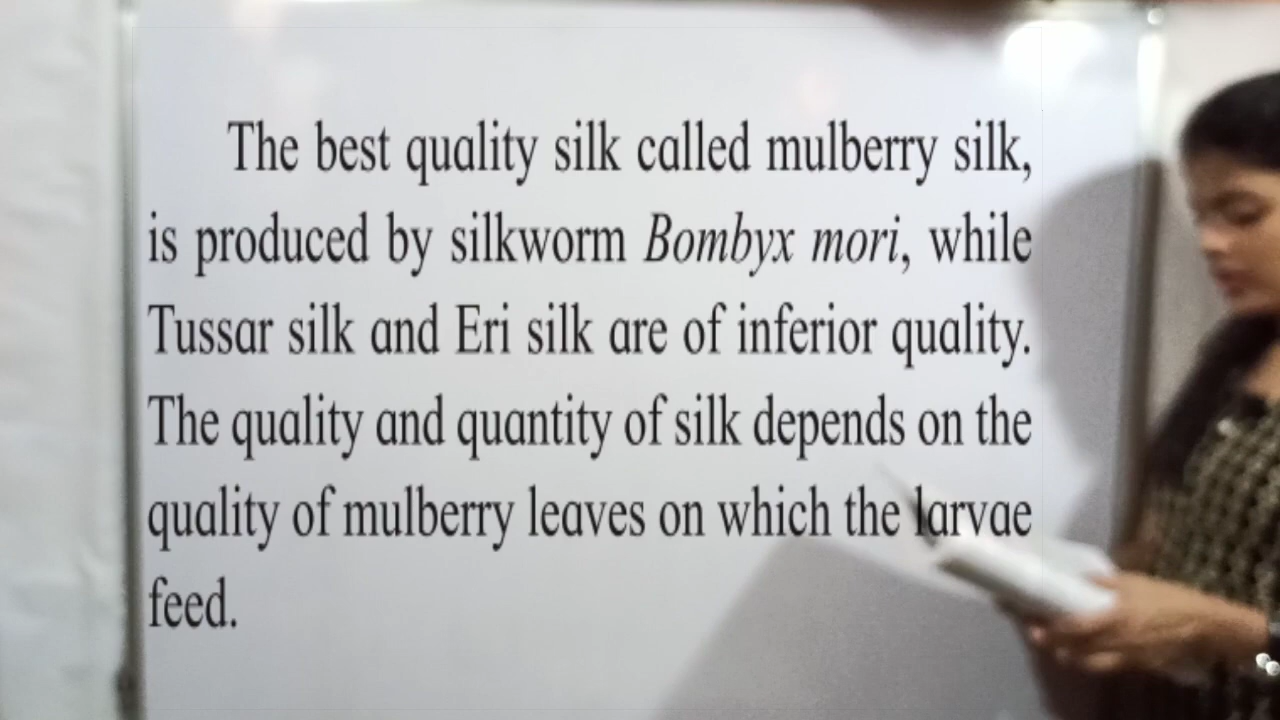 The best quality silk called mulberry silk,
is produced by silkworm Bombyx mori, while
Tussar silk and Eri silk are of inferior quality.
The quality and quantity of silk depends on the
quality of mulberry leaves on which the larvae
feed.